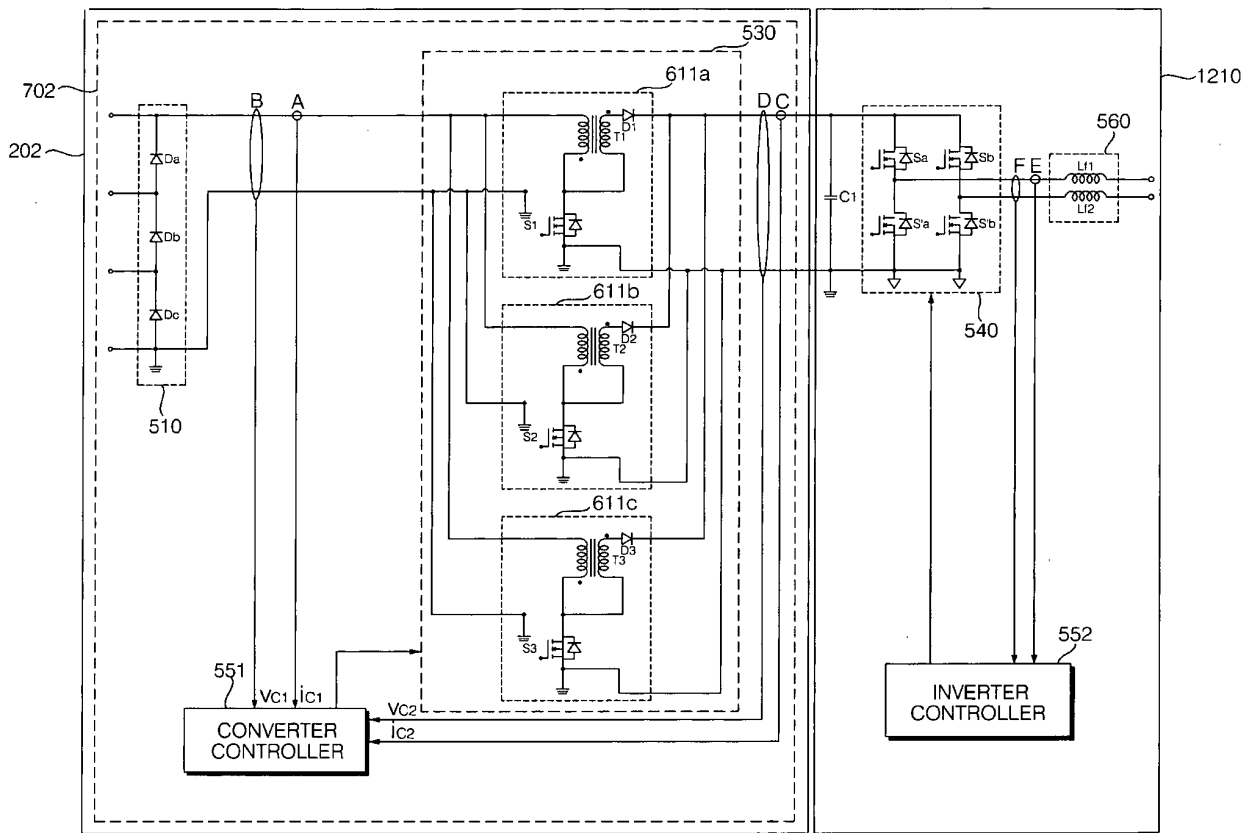 530
702
611a
1210
B
A
D
C
202
Da
D1
T1
560
Sa
Sb
Lf1
F
E
Db
C1
Lf2
S1
S'a
S'b
611b
540
Dc
D2
T2
510
S2
611c
D3
T3
S3
552
551
VC1
iC1
VC2
iC2
CONVERTER
CONTROLLER
INVERTER
CONTROLLER